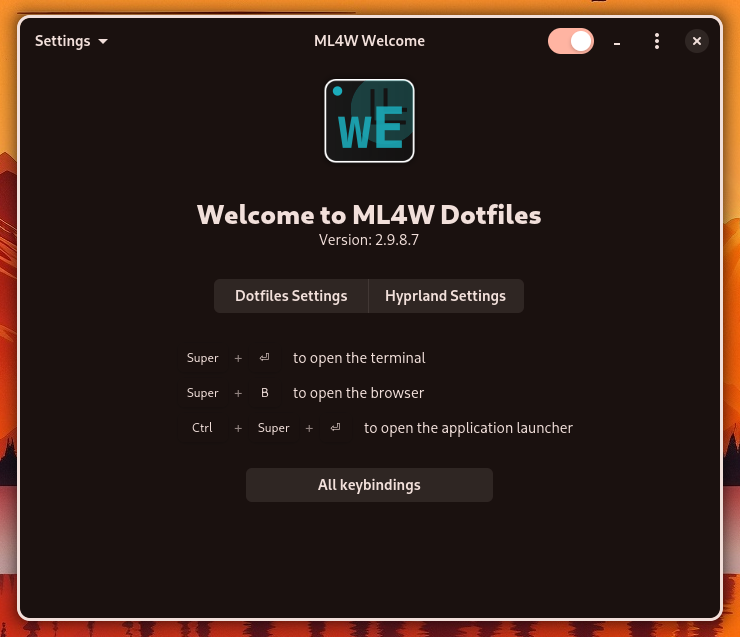 Settings
ML4W Welcome
WE
Welcome to ML4W Dotfiles
Version: 2.9.8.7
Dotfiles Settings Hyprland Settings
Super + ⏎ to open the terminal
Super + B to open the browser
Ctrl + Super + ⏎ to open the application launcher
All keybindings